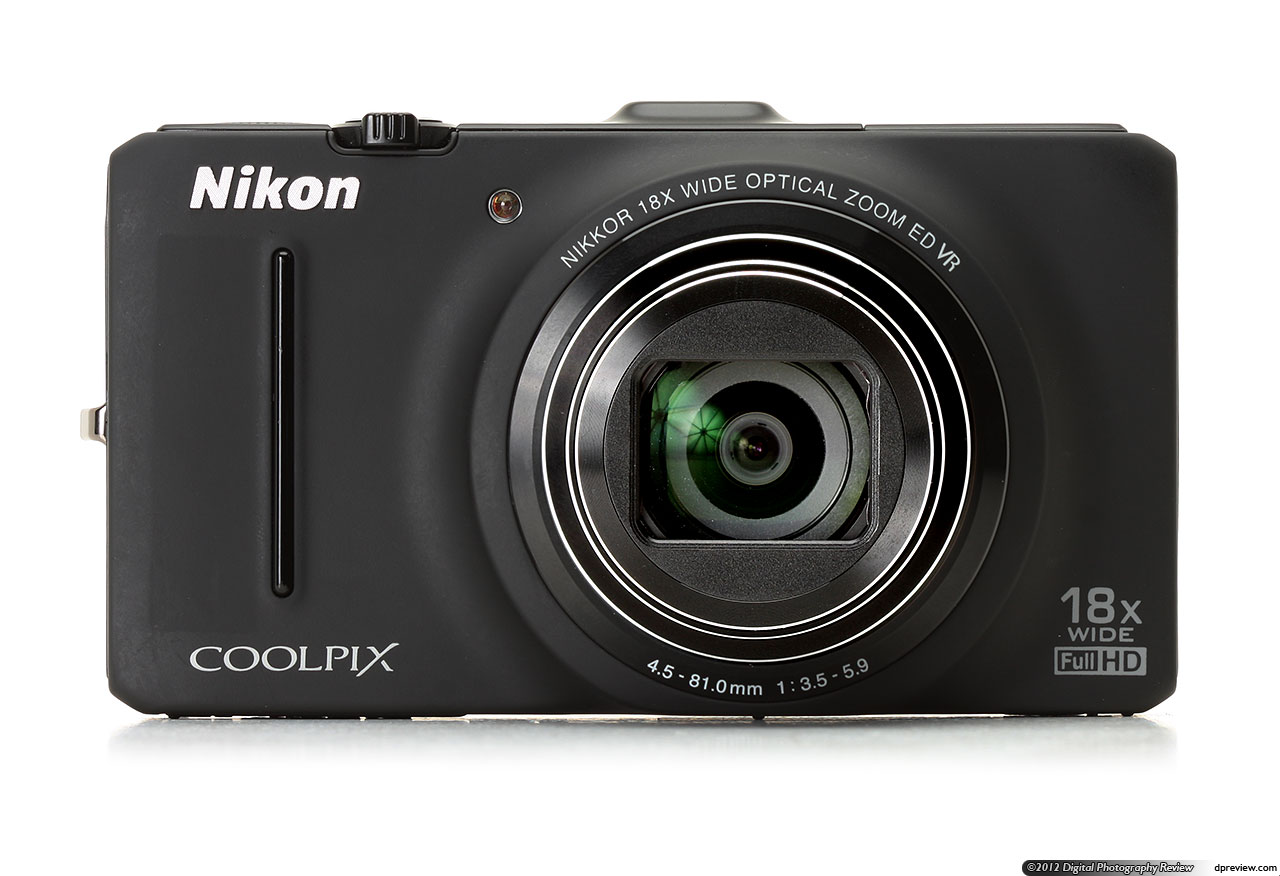 Nikon
NIKKOR 18X WIDE OPTICAL ZOOM ED VR
COOLPIX
4.5-81.0mm 1:3.5-5.9
18x
WIDE
Full HD
©2012 Digital Photography Review dpreview.com